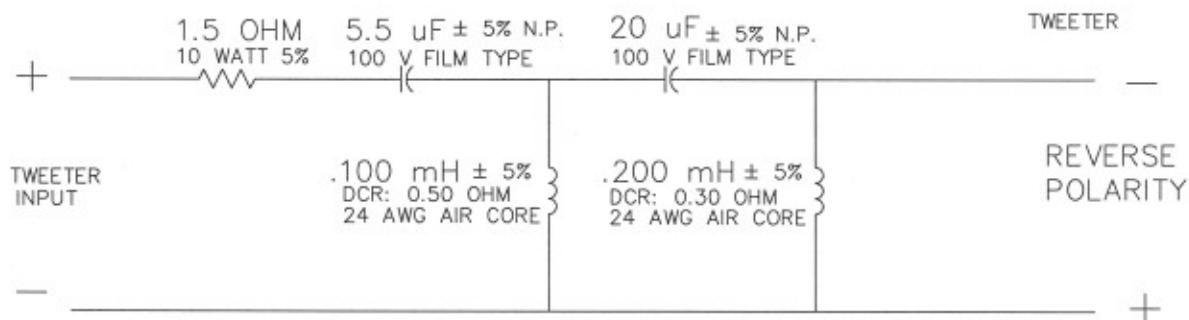 1.5 OHM
10 WATT 5%
5.5 uF ± 5% N.P.
100 V FILM TYPE
20 uF ± 5% N.P.
100 V FILM TYPE
TWEETER
+
−
TWEETER
INPUT
.100 mH ± 5%
DCR: 0.50 OHM
24 AWG AIR CORE
.200 mH ± 5%
DCR: 0.30 OHM
24 AWG AIR CORE
REVERSE
POLARITY
−
+